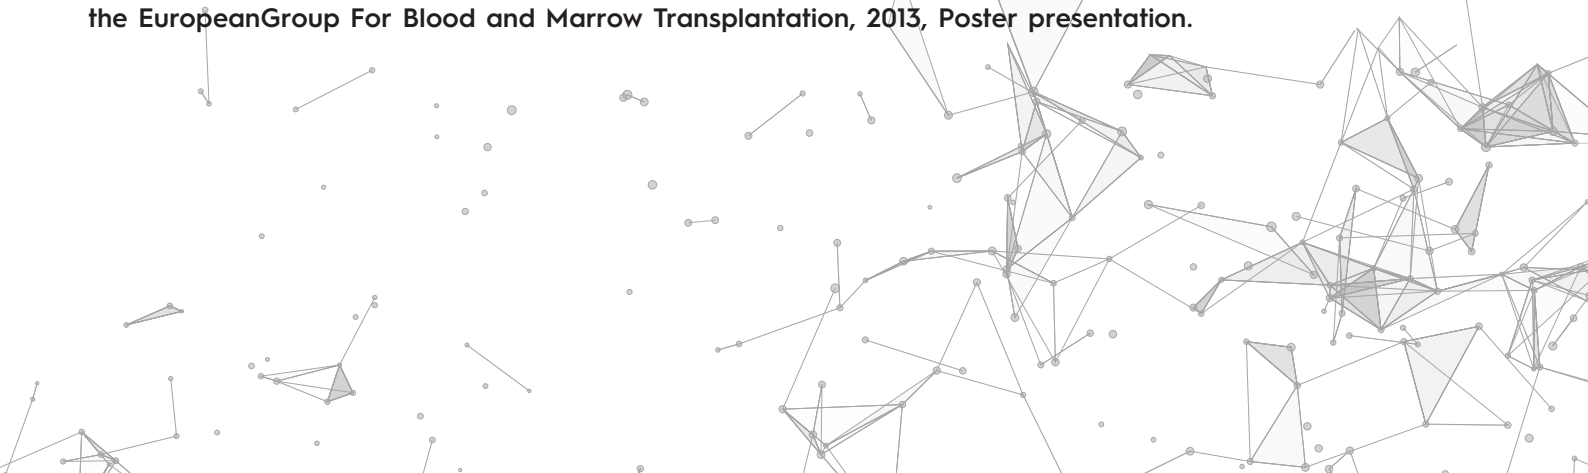 the EuropeanGroup For Blood and Marrow Transplantation, 2013, Poster presentation.